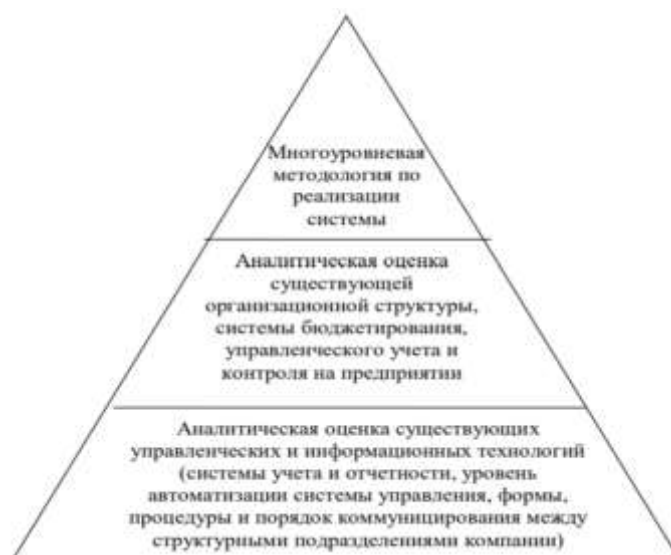 Многоуровневая
методология по
реализации
системы
Аналитическая оценка
существующей
организационной структуры,
системы бюджетирования,
управленческого учета и
контроля на предприятии
Аналитическая оценка существующих
управленческих и информационных технологий
(системы учета и отчетности, уровень
автоматизации системы управления, формы,
процедуры и порядок коммуницирования между
структурными подразделениями компании)